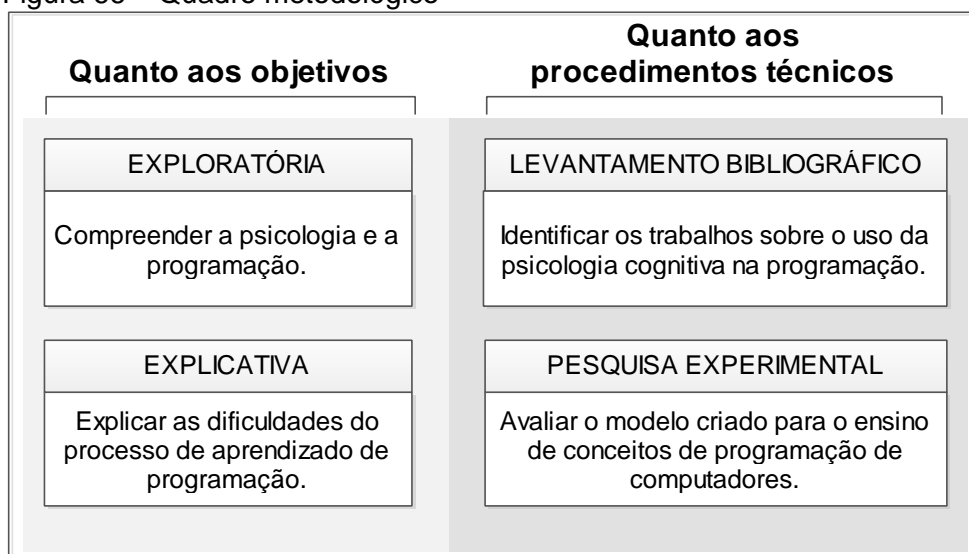 Quanto aos objetivos
EXPLORATÓRIA
Compreender a psicologia e a
programação.
EXPLICATIVA
Explicar as dificuldades do
processo de aprendizado de
programação.
Quanto aos
procedimentos técnicos
LEVANTAMENTO BIBLIOGRÁFICO
Identificar os trabalhos sobre o uso da
psicologia cognitiva na programação.
PESQUISA EXPERIMENTAL
Avaliar o modelo criado para o ensino
de conceitos de programação de
computadores.